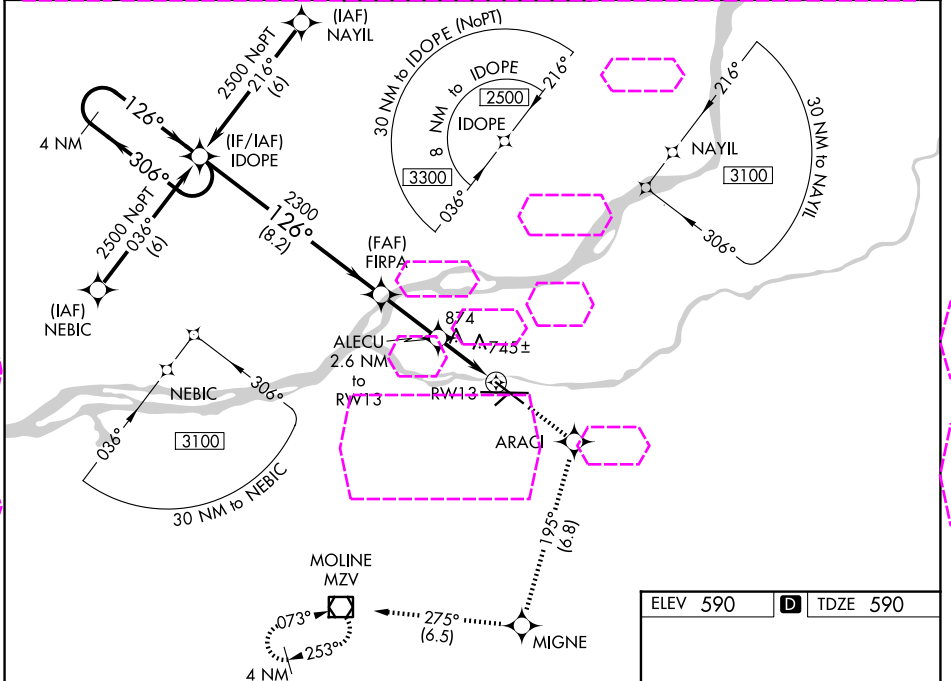 (IAF)
NAYIL
2500 NoPT
216°
(6)
126°
4 NM
306°
(IF/IAF)
IDOPE
2500 NoPT
036°
(6)
(IAF)
NEBIC
2300
126°
(8.2)
(FAF)
FIRPA
30 NM to IDOPE (NoPT)
8 NM to IDOPE
2500
216°
IDOPE
3300
036°
216°
NAYIL
3100
30 NM to NAYIL
306°
874
745±
ALECU
2.6 NM
to
RW13
RW13
ARACI
NEBIC
306°
036°
3100
30 NM to NEBIC
195°
(6.8)
MOLINE
MZV
073°
253°
4 NM
275°
(6.5)
MIGNE
ELEV 590 D TDZE 590